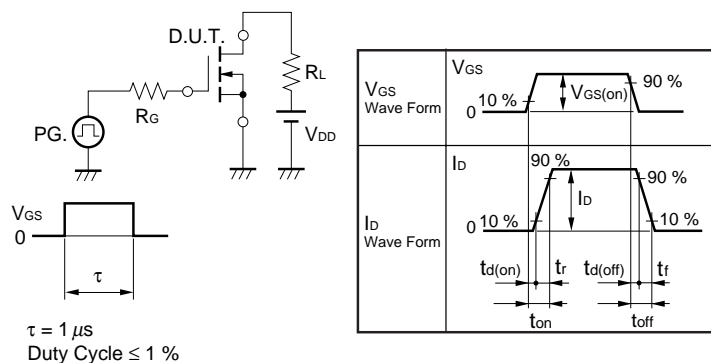 D.U.T.
RL
RG
PG.
VDD
VGS
0
τ
τ = 1 μs
Duty Cycle ≤ 1 %
VGS
Wave Form
VGS
10 %
0
VGS(on)
90 %
ID
Wave Form
ID
90 %
10 %
0
ID
90 %
10 %
td(on)
tr
td(off)
tf
ton
toff